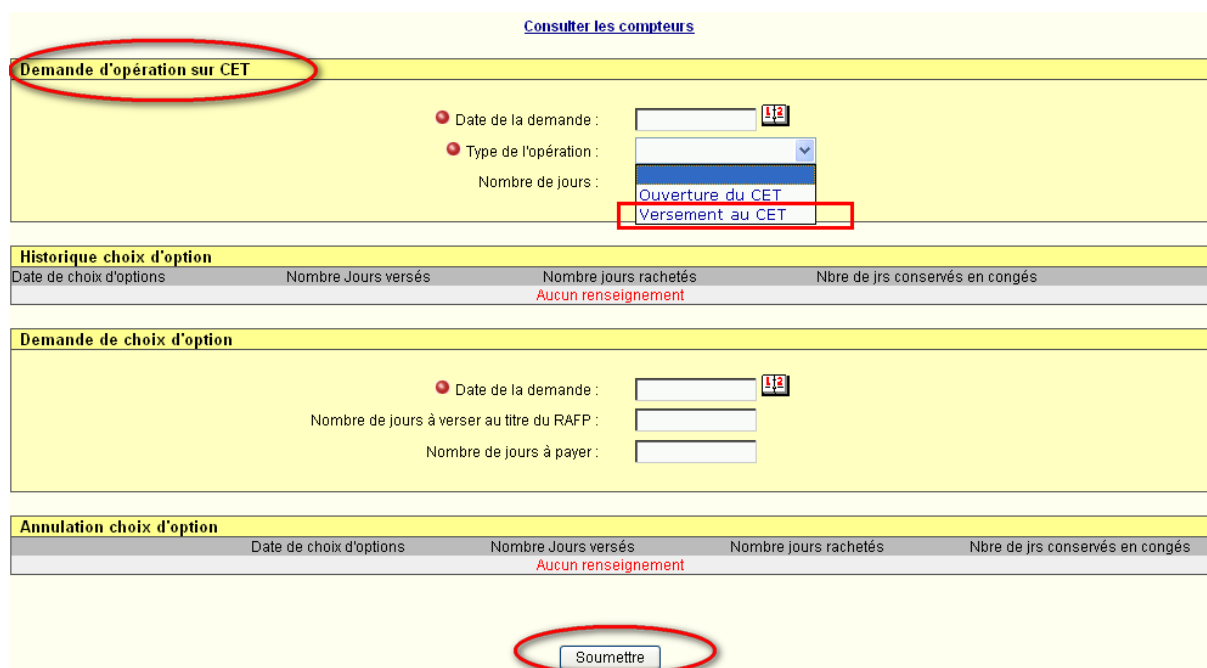 Consulter les compteurs
Demande d'opération sur CET
Date de la demande :
Type de l'opération :
Nombre de jours :
Ouverture du CET
Versement au CET
Historique choix d'option
Date de choix d'options Nombre Jours versés Nombre jours rachetés Nbre de jrs conservés en congés
Aucun renseignement
Demande de choix d'option
Date de la demande :
Nombre de jours à verser au titre du RAFP :
Nombre de jours à payer :
Annulation choix d'option
Date de choix d'options Nombre Jours versés Nombre jours rachetés Nbre de jrs conservés en congés
Aucun renseignement
Soumettre